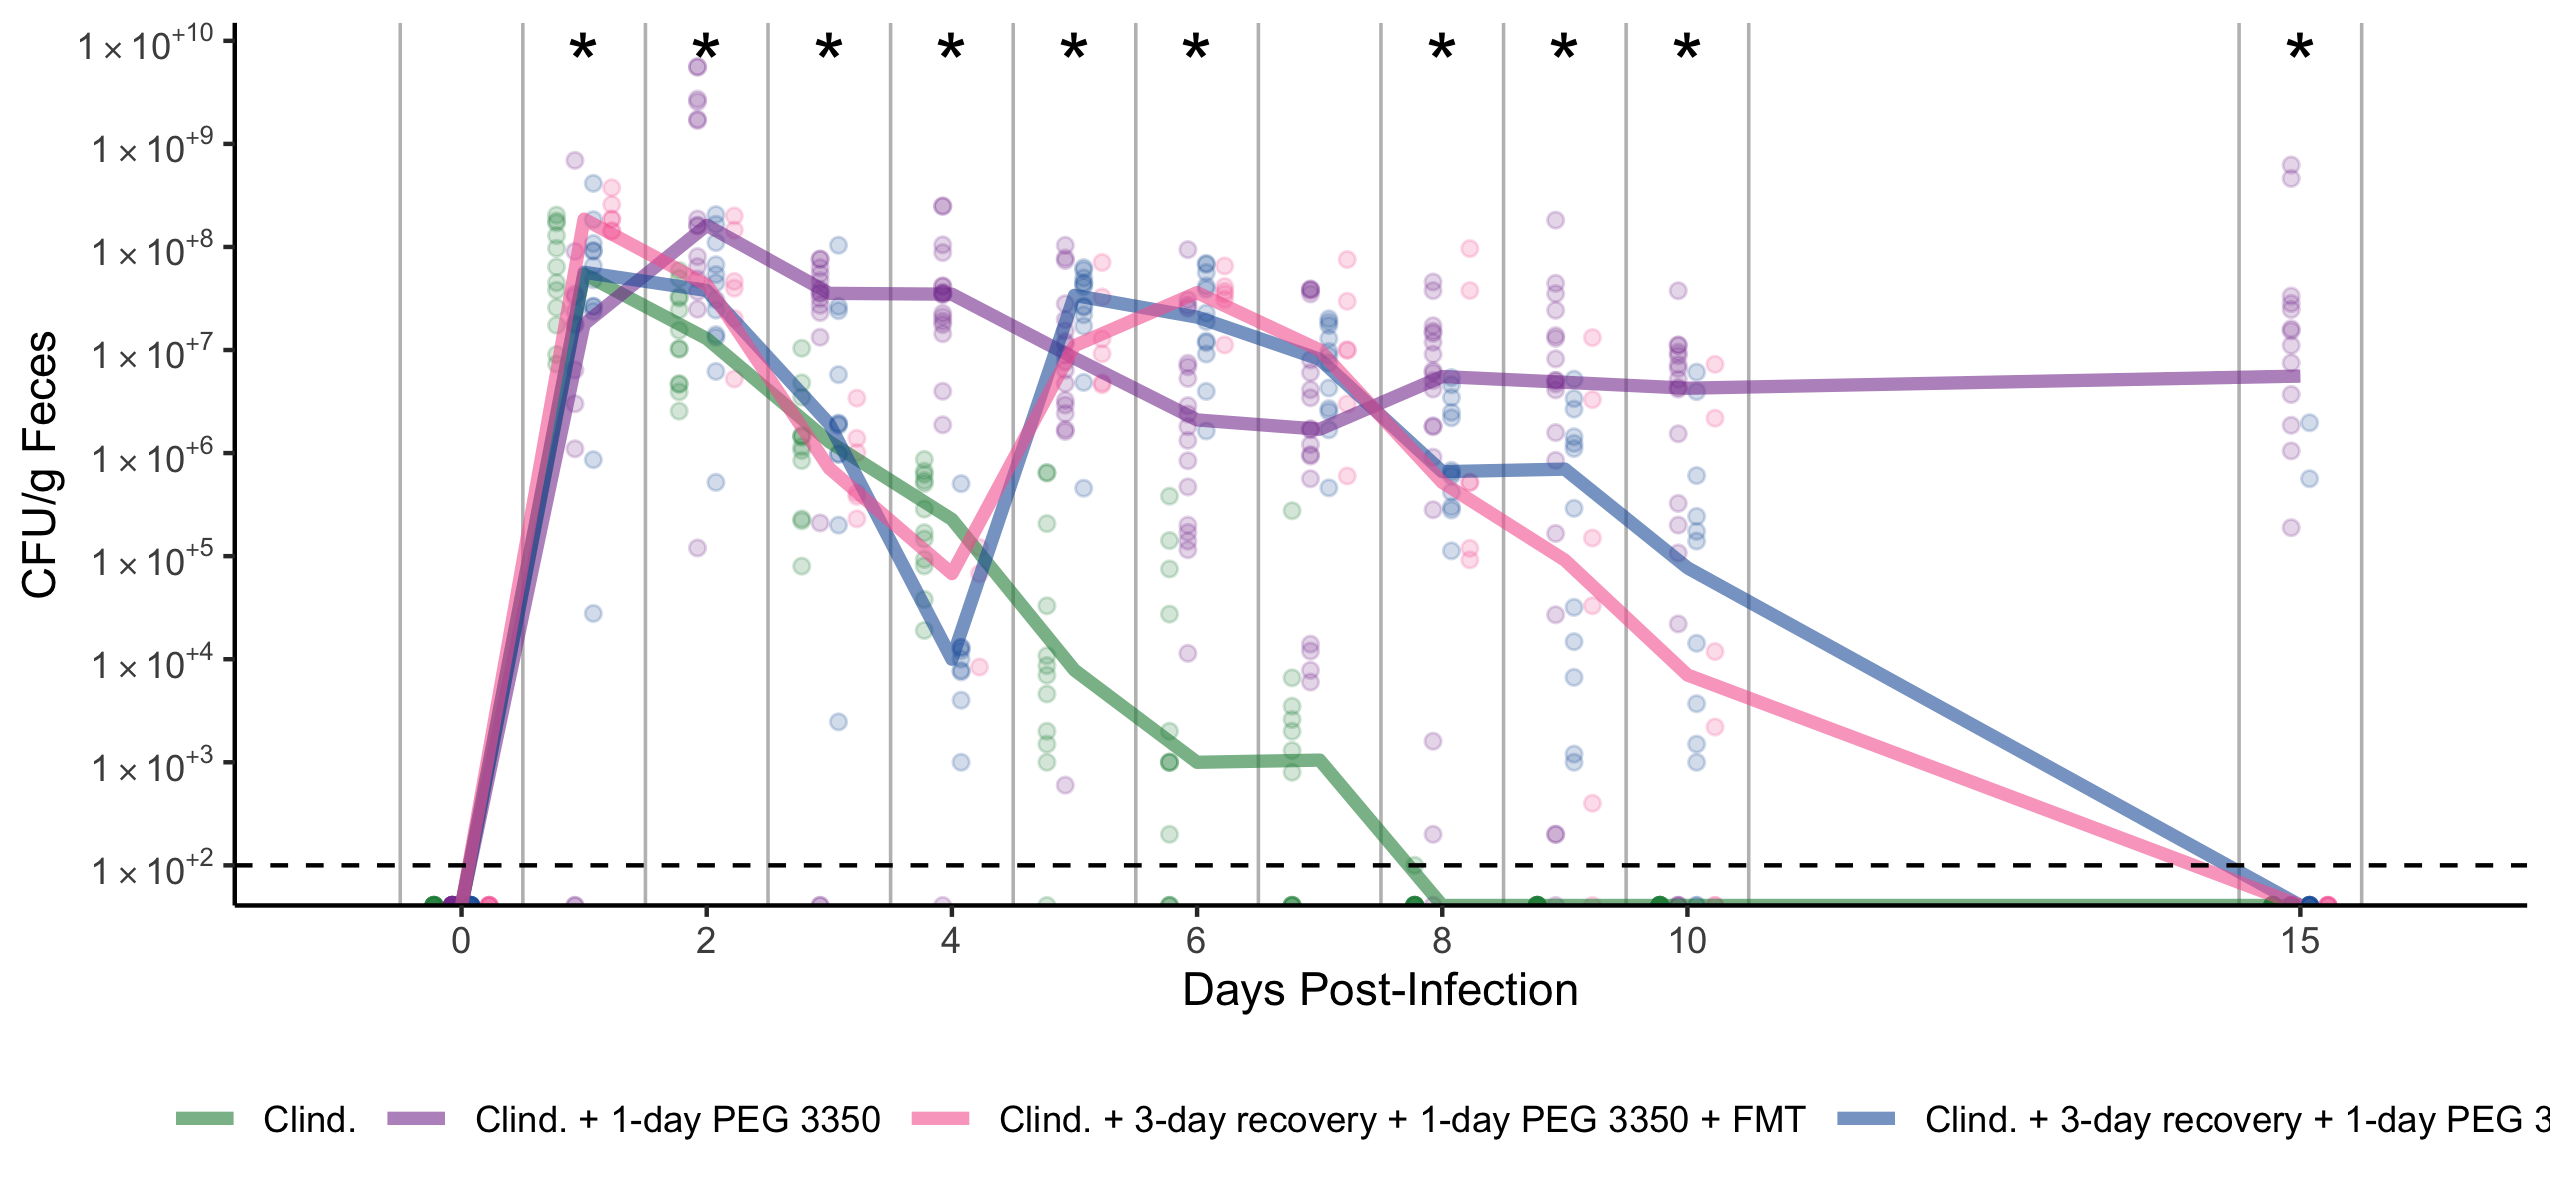 1×10+10
* * * * * * * * * *
1×10+9
1×10+8
1×10+7
1×10+6
1×10+5
1×10+4
1×10+3
1×10+2
CFU/g Feces
0 2 4 6 8 10 15
Days Post-Infection
Clind. Clind. + 1-day PEG 3350 Clind. + 3-day recovery + 1-day PEG 3350 + FMT Clind. + 3-day recovery + 1-day PEG 3